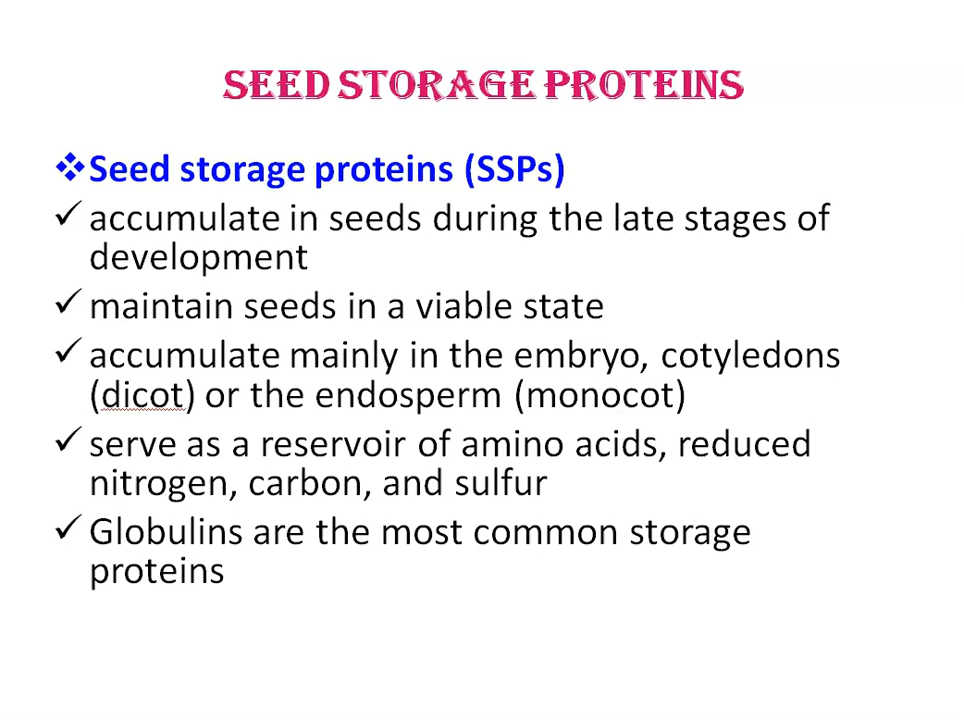 SEED STORAGE PROTEINS
❖Seed storage proteins (SSPs)
✓ accumulate in seeds during the late stages of
development
✓ maintain seeds in a viable state
✓ accumulate mainly in the embryo, cotyledons
(dicot) or the endosperm (monocot)
✓ serve as a reservoir of amino acids, reduced
nitrogen, carbon, and sulfur
✓ Globulins are the most common storage
proteins